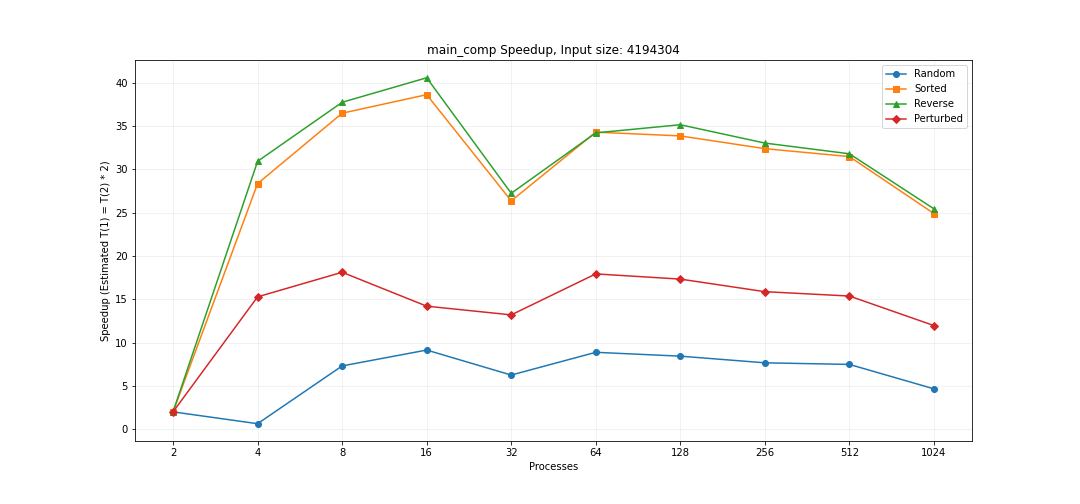 main_comp Speedup, Input size: 4194304
Random
Sorted
Reverse
Perturbed
Speedup (Estimated T(1) = T(2) * 2)
40
35
30
25
20
15
10
5
0
2 4 8 16 32 64 128 256 512 1024
Processes